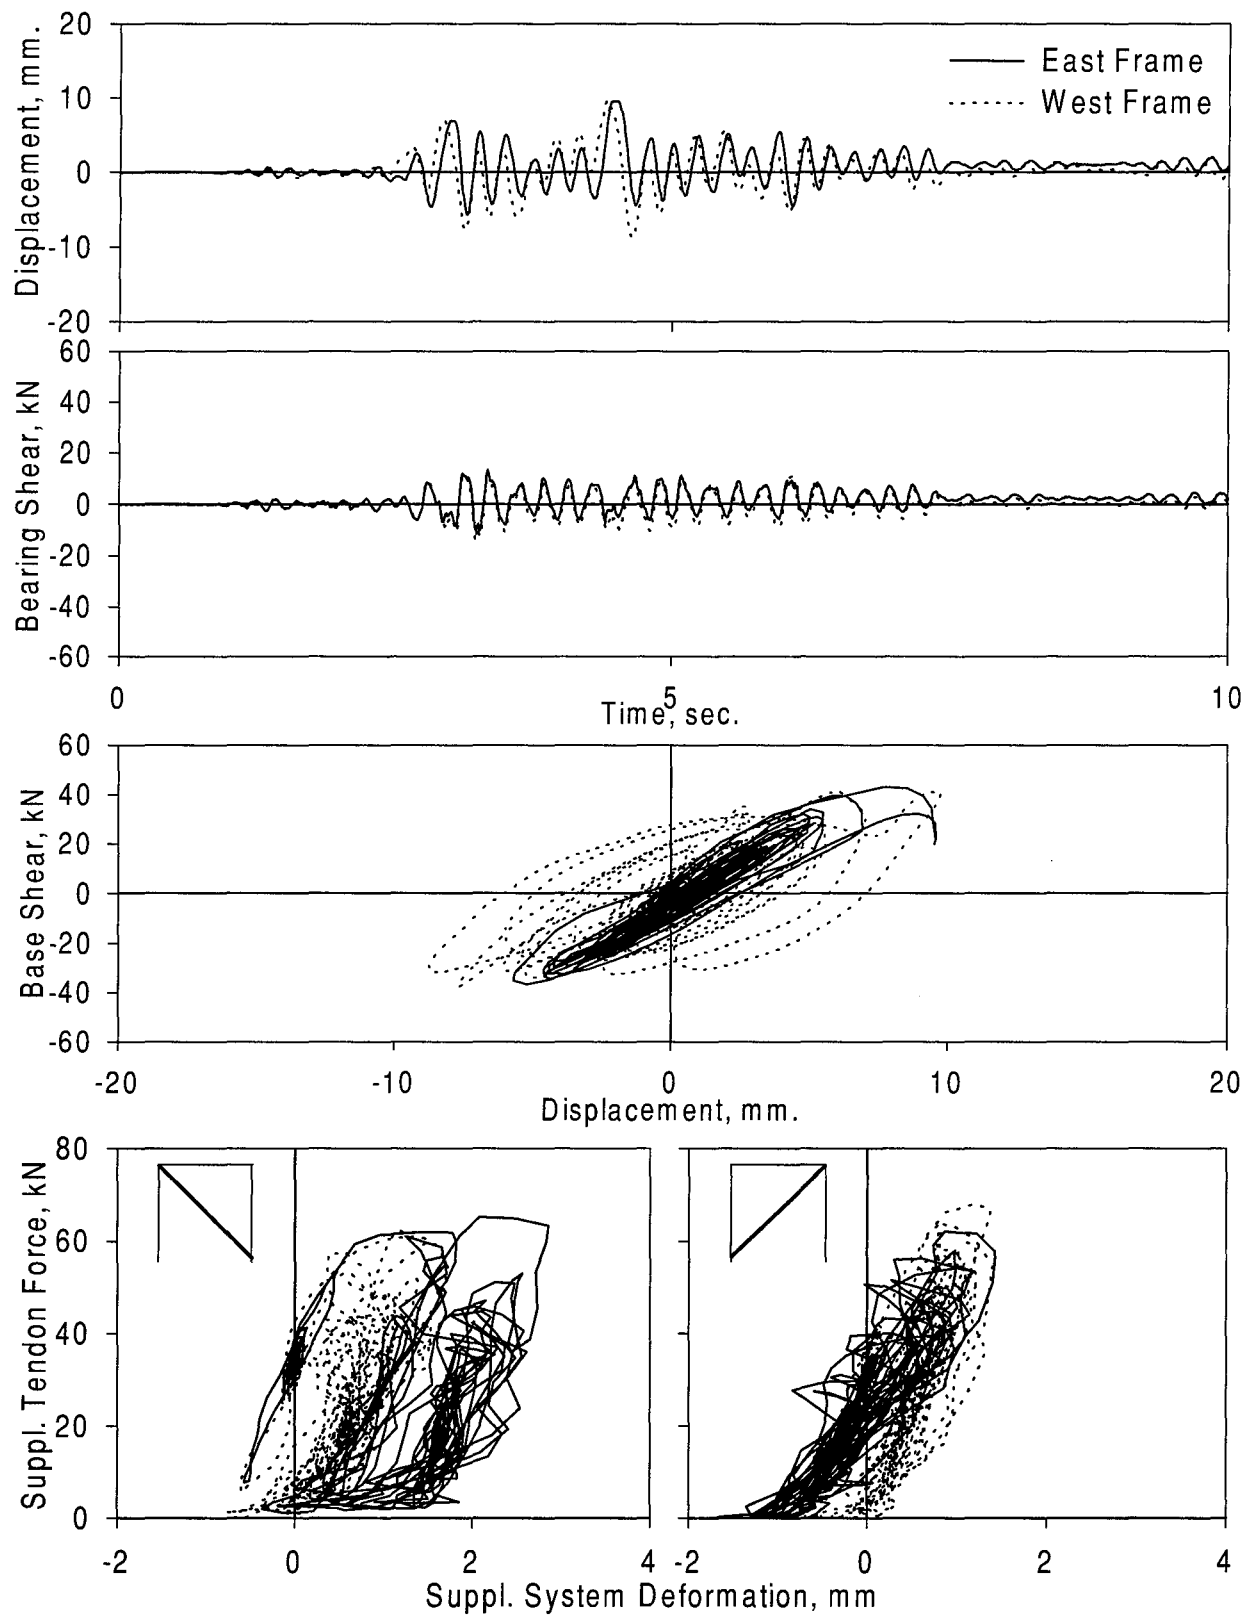 Displacement, mm.
20
10
0
-10
-20
East Frame
West Frame
Bearing Shear, kN
60
40
20
0
-20
-40
-60
0 5 10
Time, sec.
Base Shear, kN
60
40
20
0
-20
-40
-60
-20 -10 0 10 20
Displacement, mm.
Suppl. Tendon Force, kN
80
60
40
20
0
-2 0 2 4 -2 0 2 4
Suppl. System Deformation, mm